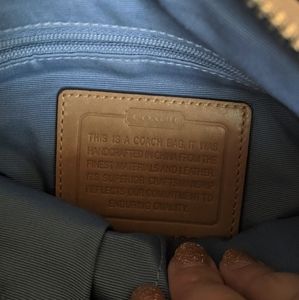 COACH
THIS IS A COACH BAG. IT WAS
HANDCRAFTED IN CHINA FROM THE
FINEST MATERIALS AND LEATHER.
ITS SUPERIOR CRAFTSMANSHIP
REFLECTS OUR COMMITMENT TO
ENDURING QUALITY.